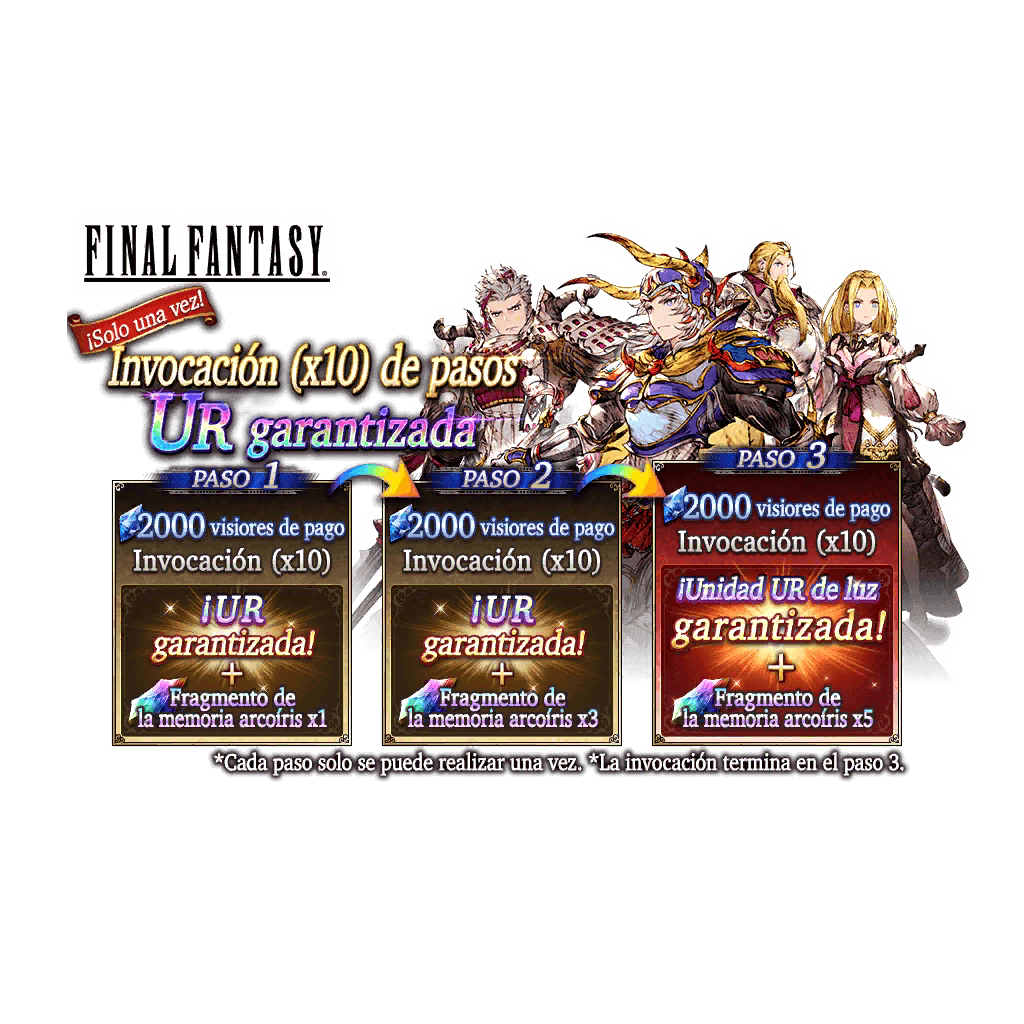 FINAL FANTASY®
¡Solo una vez!
Invocación (x10) de pasos
UR garantizada
PASO 1
2000 visiores de pago
Invocación (x10)
¡UR
garantizada!
+
Fragmento de
la memoria arcoíris x1
PASO 2
2000 visiores de pago
Invocación (x10)
¡UR
garantizada!
+
Fragmento de
la memoria arcoíris x3
PASO 3
2000 visiores de pago
Invocación (x10)
¡Unidad UR de luz
garantizada!
+
Fragmento de
la memoria arcoíris x5
*Cada paso solo se puede realizar una vez. *La invocación termina en el paso 3.